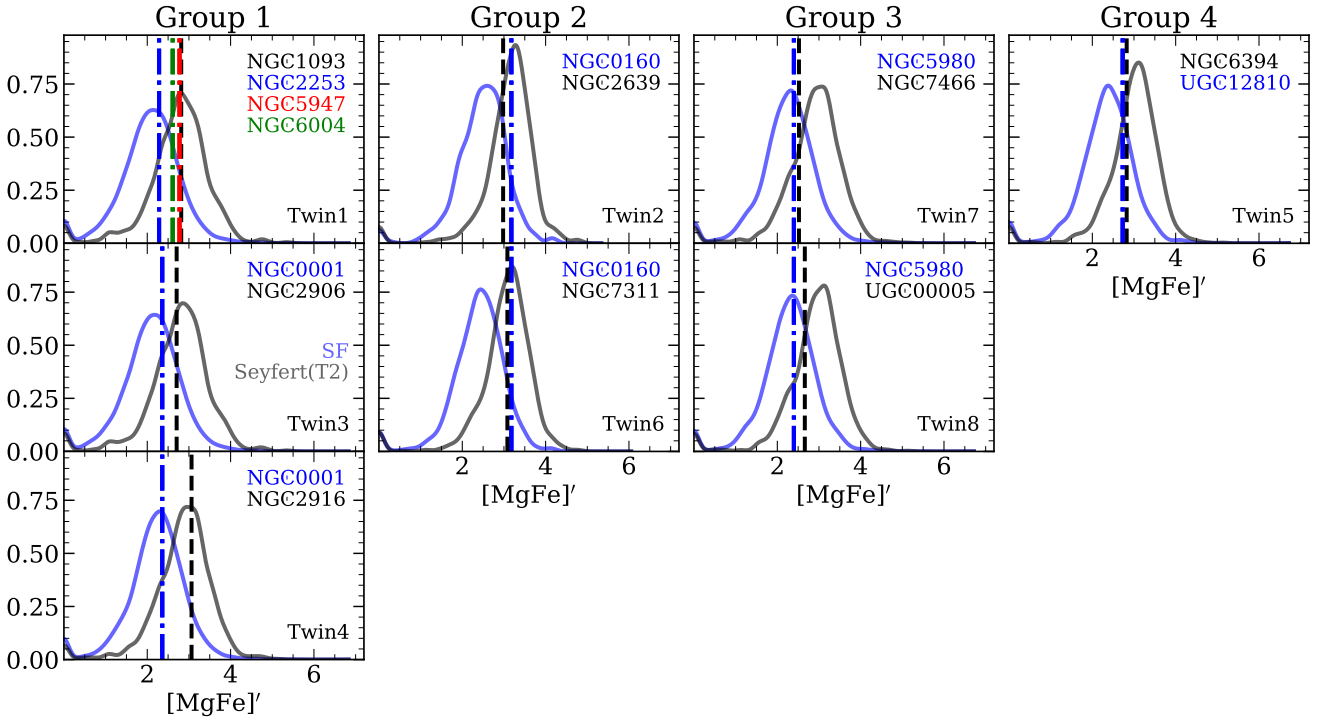 Group 1
Group 2
Group 3
Group 4
0.75
0.50
0.25
0.00
NGC1093
NGC2253
NGC5947
NGC6004
Twin1
NGC0160
NGC2639
Twin2
NGC5980
NGC7466
Twin7
NGC6394
UGC12810
Twin5
2
4
6
[MgFe]′
0.75
0.50
0.25
0.00
NGC0001
NGC2906
SF
Seyfert(T2)
Twin3
NGC0160
NGC7311
Twin6
2
4
6
[MgFe]′
NGC5980
UGC00005
Twin8
2
4
6
[MgFe]′
0.75
0.50
0.25
0.00
NGC0001
NGC2916
Twin4
2
4
6
[MgFe]′